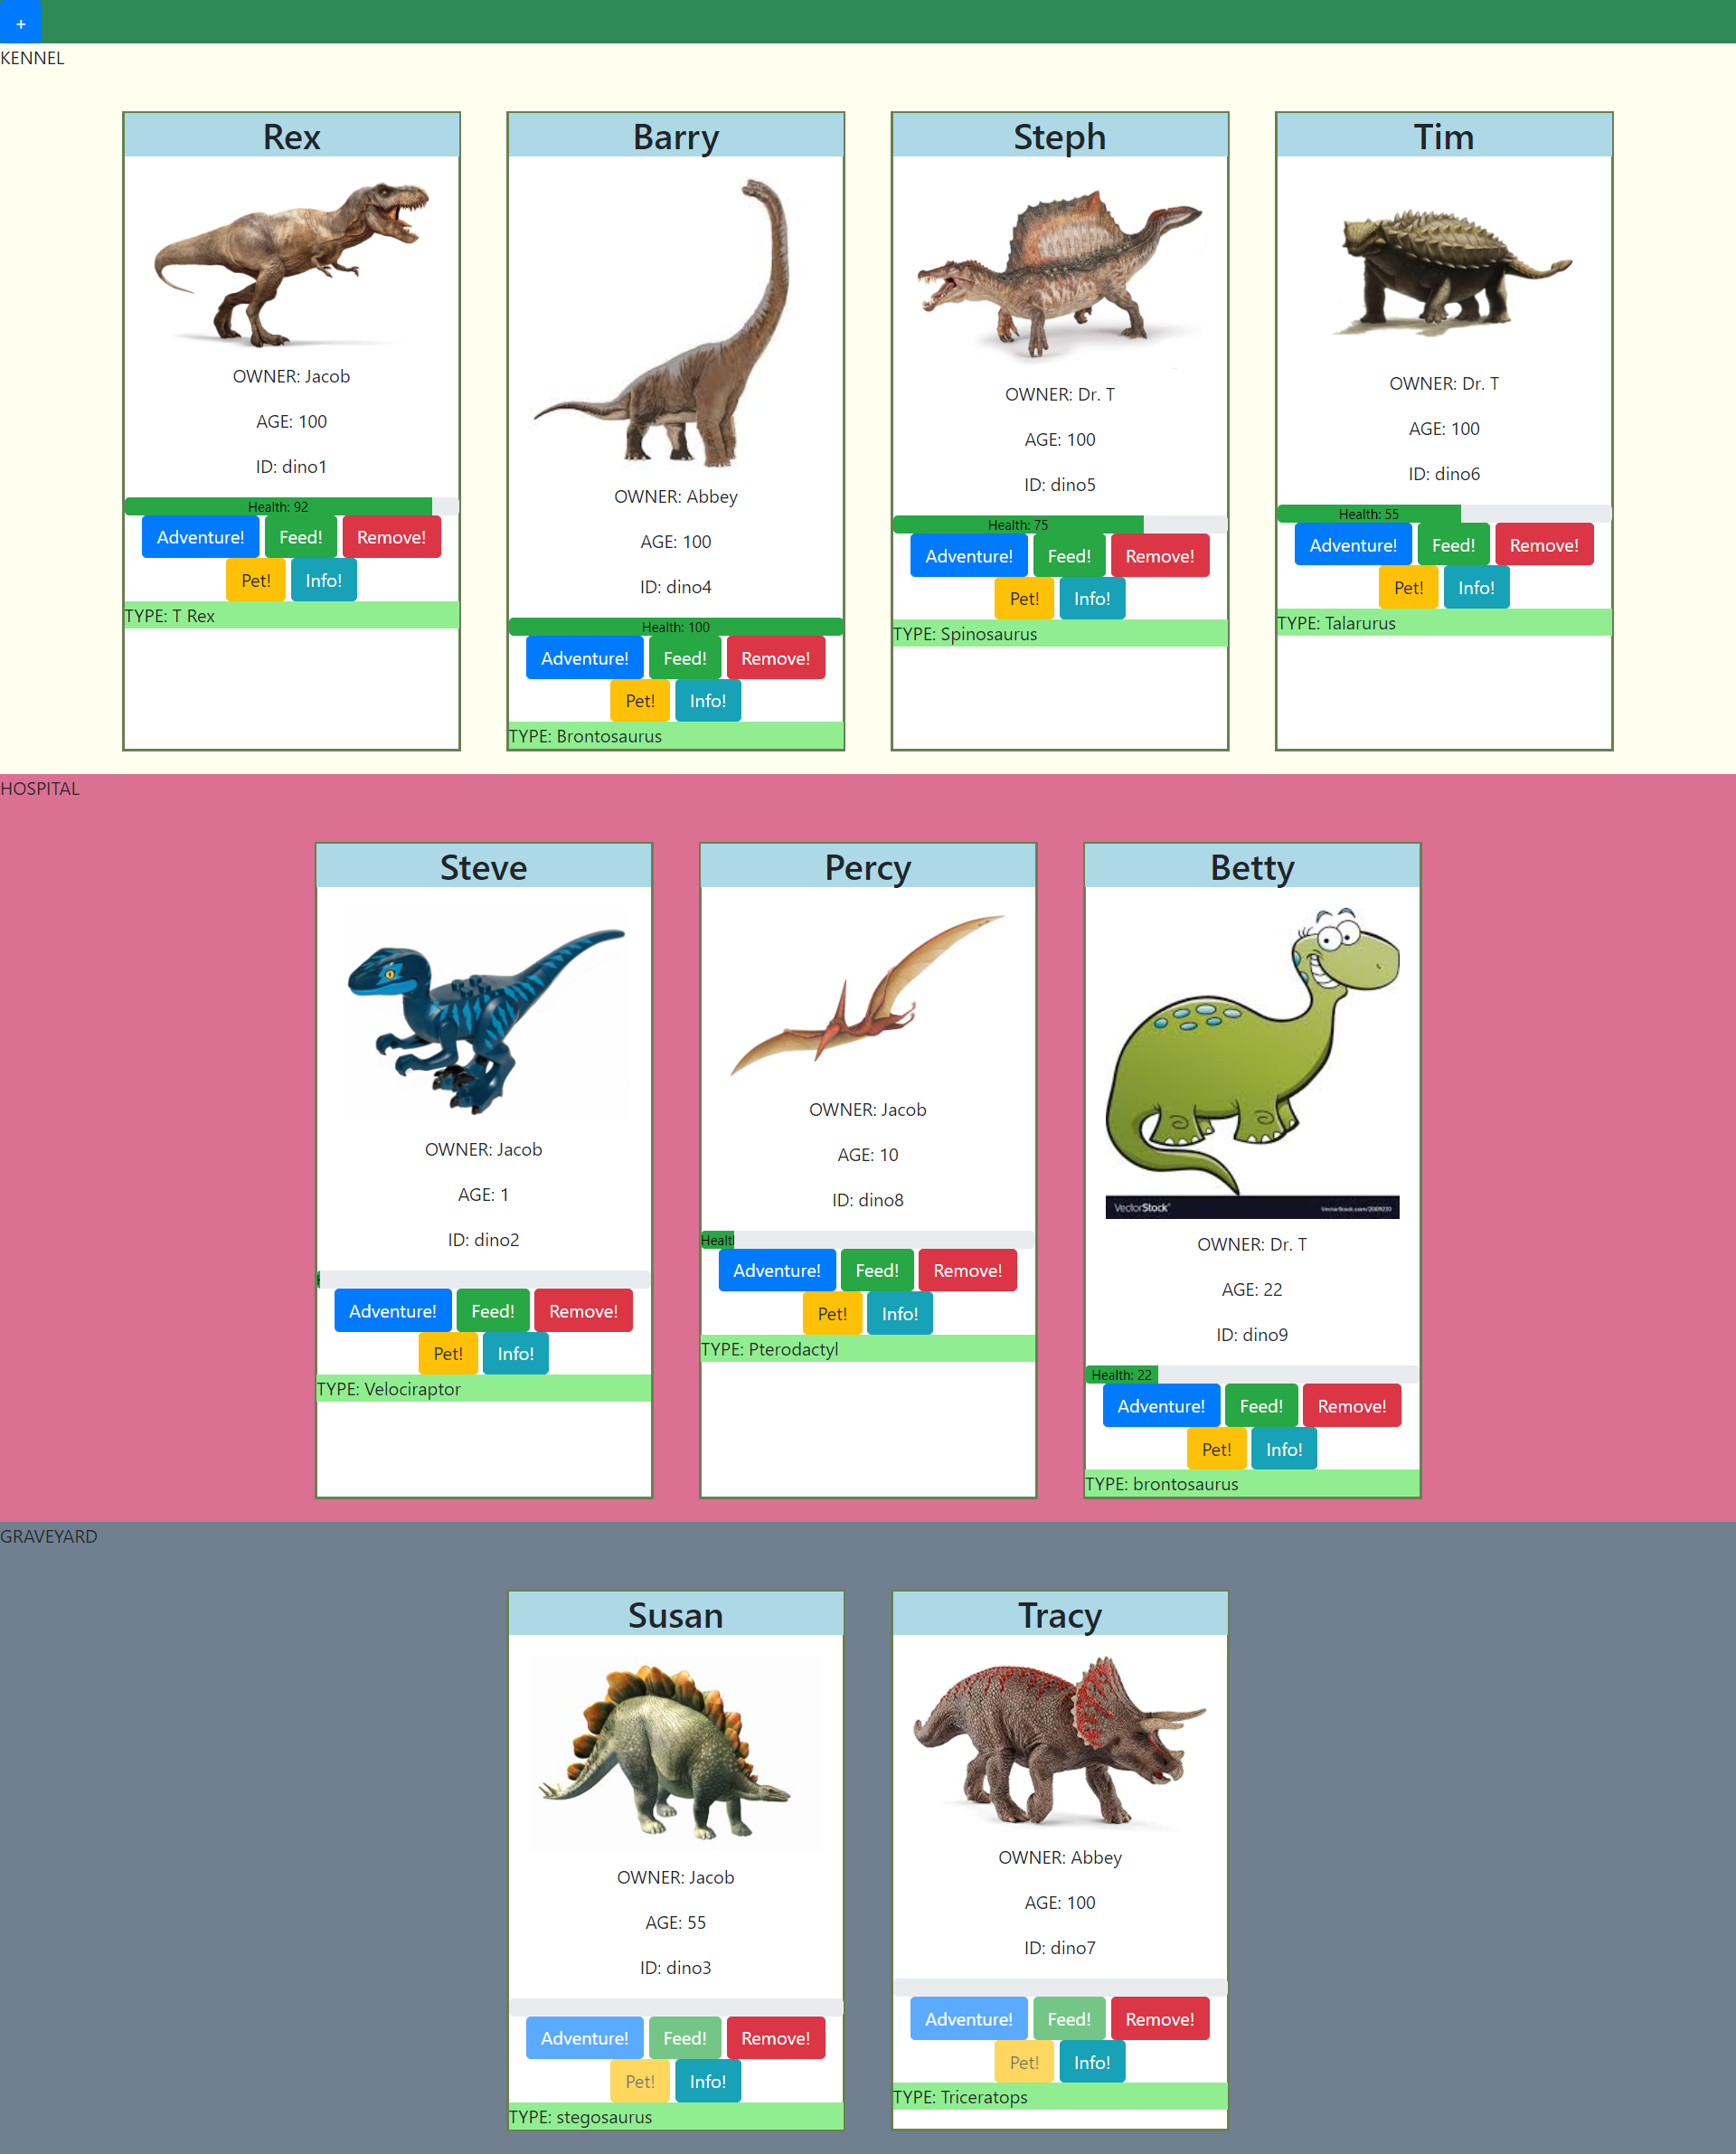 +
KENNEL
Rex
OWNER: Jacob
AGE: 100
ID: dino1
Health: 92
Adventure! Feed! Remove!
Pet! Info!
TYPE: T Rex
Barry
OWNER: Abbey
AGE: 100
ID: dino4
Health: 100
Adventure! Feed! Remove!
Pet! Info!
TYPE: Brontosaurus
Steph
OWNER: Dr. T
AGE: 100
ID: dino5
Health: 75
Adventure! Feed! Remove!
Pet! Info!
TYPE: Spinosaurus
Tim
OWNER: Dr. T
AGE: 100
ID: dino6
Health: 55
Adventure! Feed! Remove!
Pet! Info!
TYPE: Talarurus
HOSPITAL
Steve
OWNER: Jacob
AGE: 1
ID: dino2
Adventure! Feed! Remove!
Pet! Info!
TYPE: Velociraptor
Percy
OWNER: Jacob
AGE: 10
ID: dino8
Healt
Adventure! Feed! Remove!
Pet! Info!
TYPE: Pterodactyl
Betty
VectorStock® VectorStock.com/2001233
OWNER: Dr. T
AGE: 22
ID: dino9
Health: 22
Adventure! Feed! Remove!
Pet! Info!
TYPE: brontosaurus
GRAVEYARD
Susan
OWNER: Jacob
AGE: 55
ID: dino3
Adventure! Feed! Remove!
Pet! Info!
TYPE: stegosaurus
Tracy
OWNER: Abbey
AGE: 100
ID: dino7
Adventure! Feed! Remove!
Pet! Info!
TYPE: Triceratops